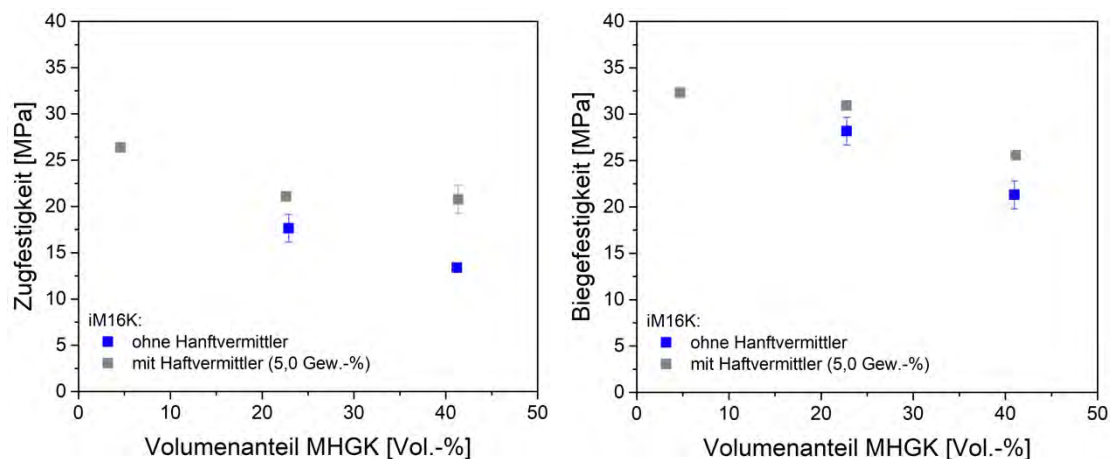 Zugfestigkeit [MPa]
40
35
30
25
20
15
10
5
0
iM16K:
ohne Hanftvermittler
mit Haftvermittler (5,0 Gew.-%)
0 10 20 30 40 50
Volumenanteil MHGK [Vol.-%]
Biegefestigkeit [MPa]
40
35
30
25
20
15
10
5
0
iM16K:
ohne Hanftvermittler
mit Haftvermittler (5,0 Gew.-%)
0 10 20 30 40 50
Volumenanteil MHGK [Vol.-%]